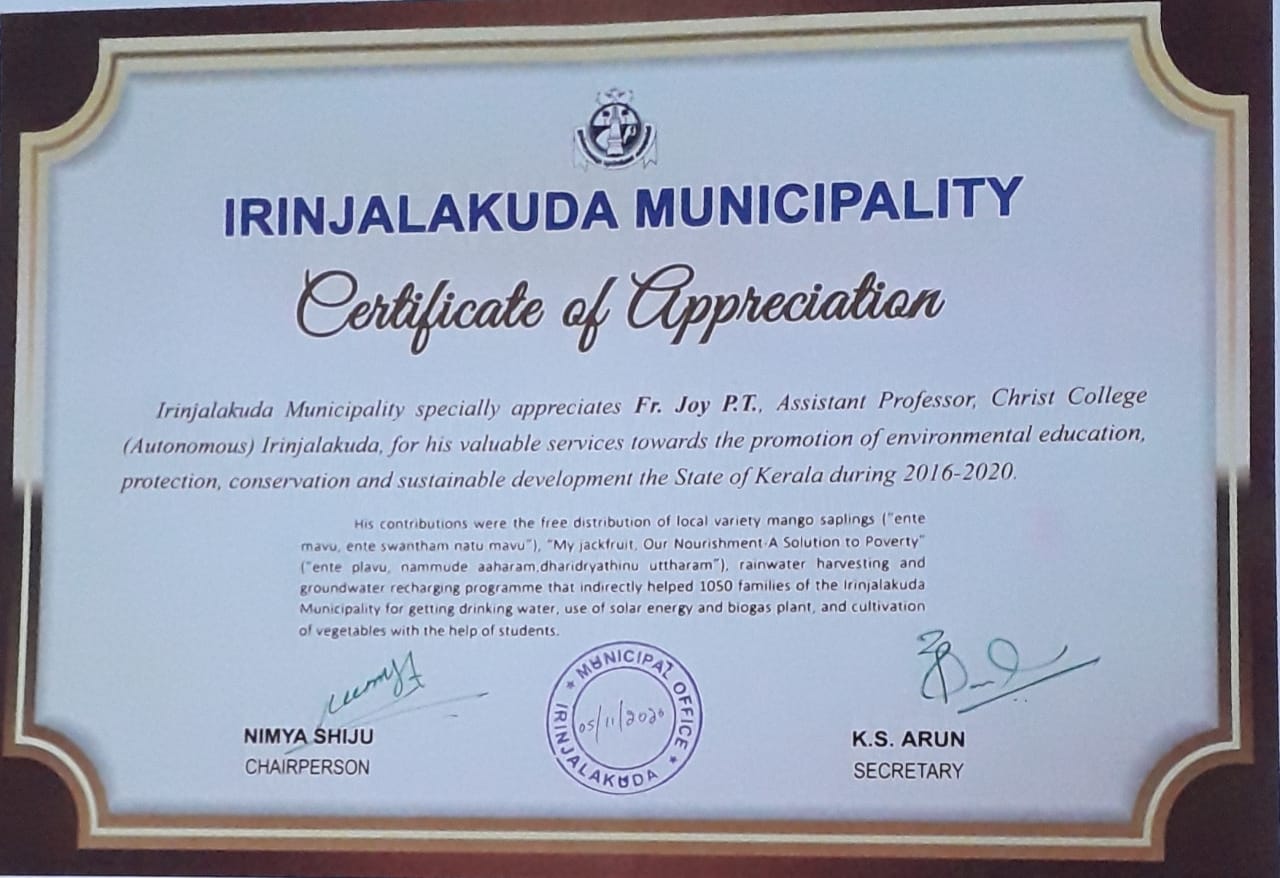 IRINJALAKUDA MUNICIPALITY
Certificate of Appreciation
Irinjalakuda Municipality specially appreciates Fr. Joy P.T., Assistant Professor, Christ College
(Autonomous) Irinjalakuda, for his valuable services towards the promotion of environmental education,
protection, conservation and sustainable development the State of Kerala during 2016-2020.
His contributions were the free distribution of local variety mango saplings ("ente
mavu, ente swantham natu mavu"), "My jackfruit, Our Nourishment-A Solution to Poverty"
("ente plavu, nammude aaharam,dharidryathinu uttharam"), rainwater harvesting and
groundwater recharging programme that indirectly helped 1050 families of the Irinjalakuda
Municipality for getting drinking water, use of solar energy and biogas plant, and cultivation
of vegetables with the help of students.
NIMYA SHIJU
CHAIRPERSON
MUNICIPAL OFFICE
05/11/2020
IRINJALAKUDA
K.S. ARUN
SECRETARY